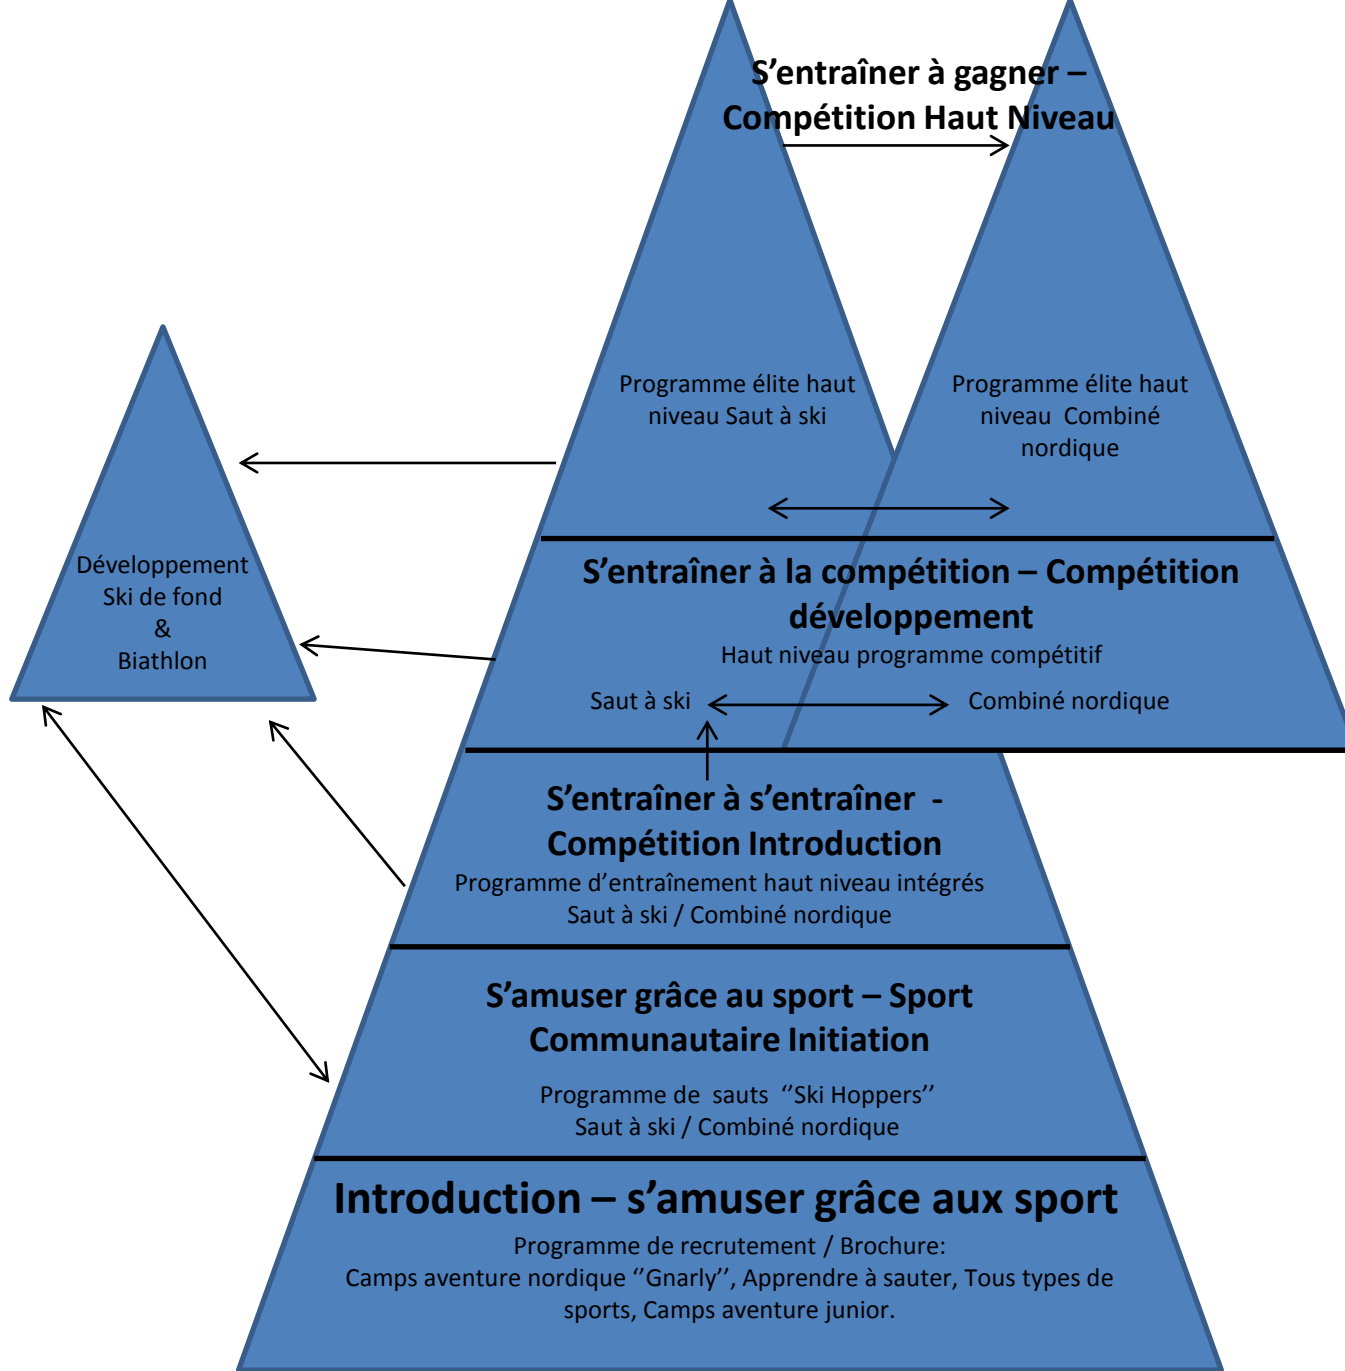 S’entraîner à gagner –
Compétition Haut Niveau
Programme élite haut
niveau Saut à ski
Programme élite haut
niveau Combiné
nordique
Développement
Ski de fond
&
Biathlon
S’entraîner à la compétition – Compétition
développement
Haut niveau programme compétitif
Saut à ski
Combiné nordique
S’entraîner à s’entraîner -
Compétition Introduction
Programme d’entraînement haut niveau intégrés
Saut à ski / Combiné nordique
S’amuser grâce au sport – Sport
Communautaire Initiation
Programme de sauts ‘’Ski Hoppers’’
Saut à ski / Combiné nordique
Introduction – s’amuser grâce aux sport
Programme de recrutement / Brochure:
Camps aventure nordique ‘’Gnarly’’, Apprendre à sauter, Tous types de
sports, Camps aventure junior.